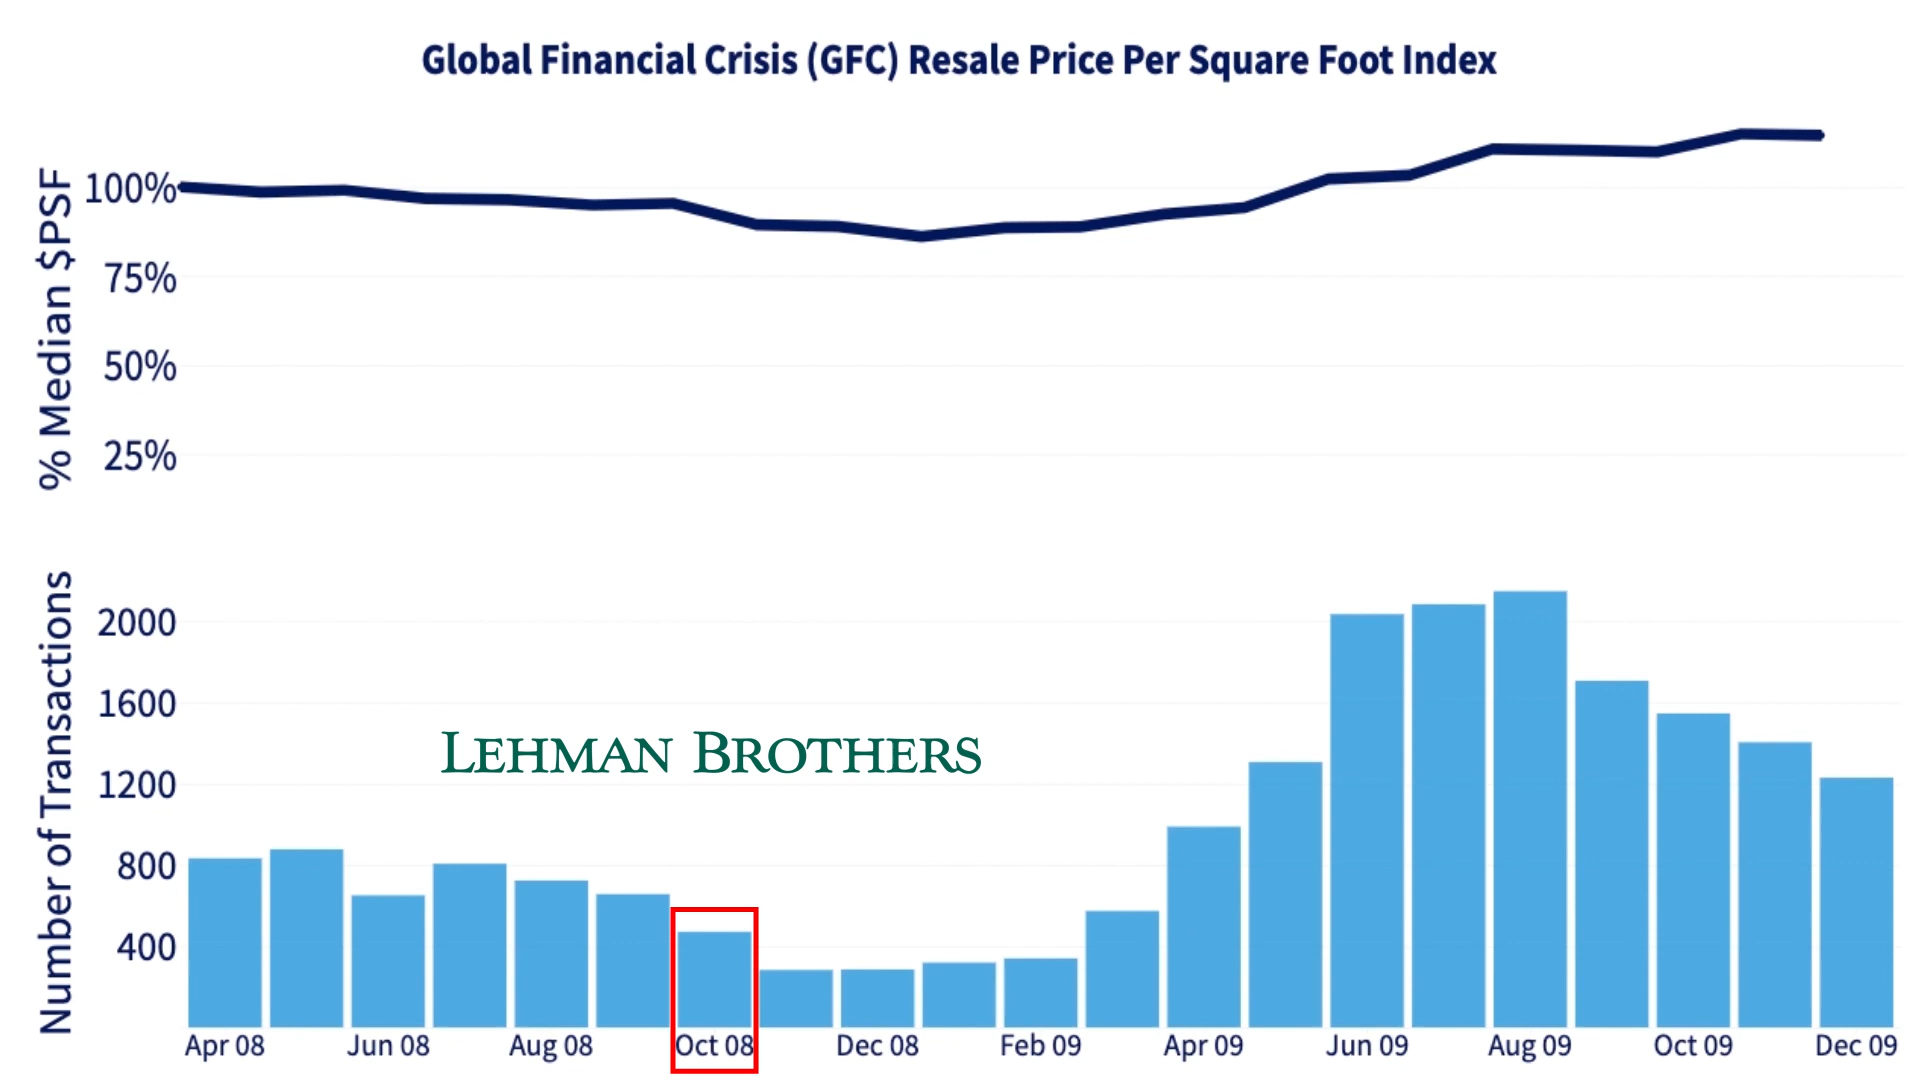 Global Financial Crisis (GFC) Resale Price Per Square Foot Index
% Median $PSF
100%
75%
50%
25%
Number of Transactions
2000
1600
1200
800
400
LEHMAN BROTHERS
Apr 08 Jun 08 Aug 08 Oct 08 Dec 08 Feb 09 Apr 09 Jun 09 Aug 09 Oct 09 Dec 09